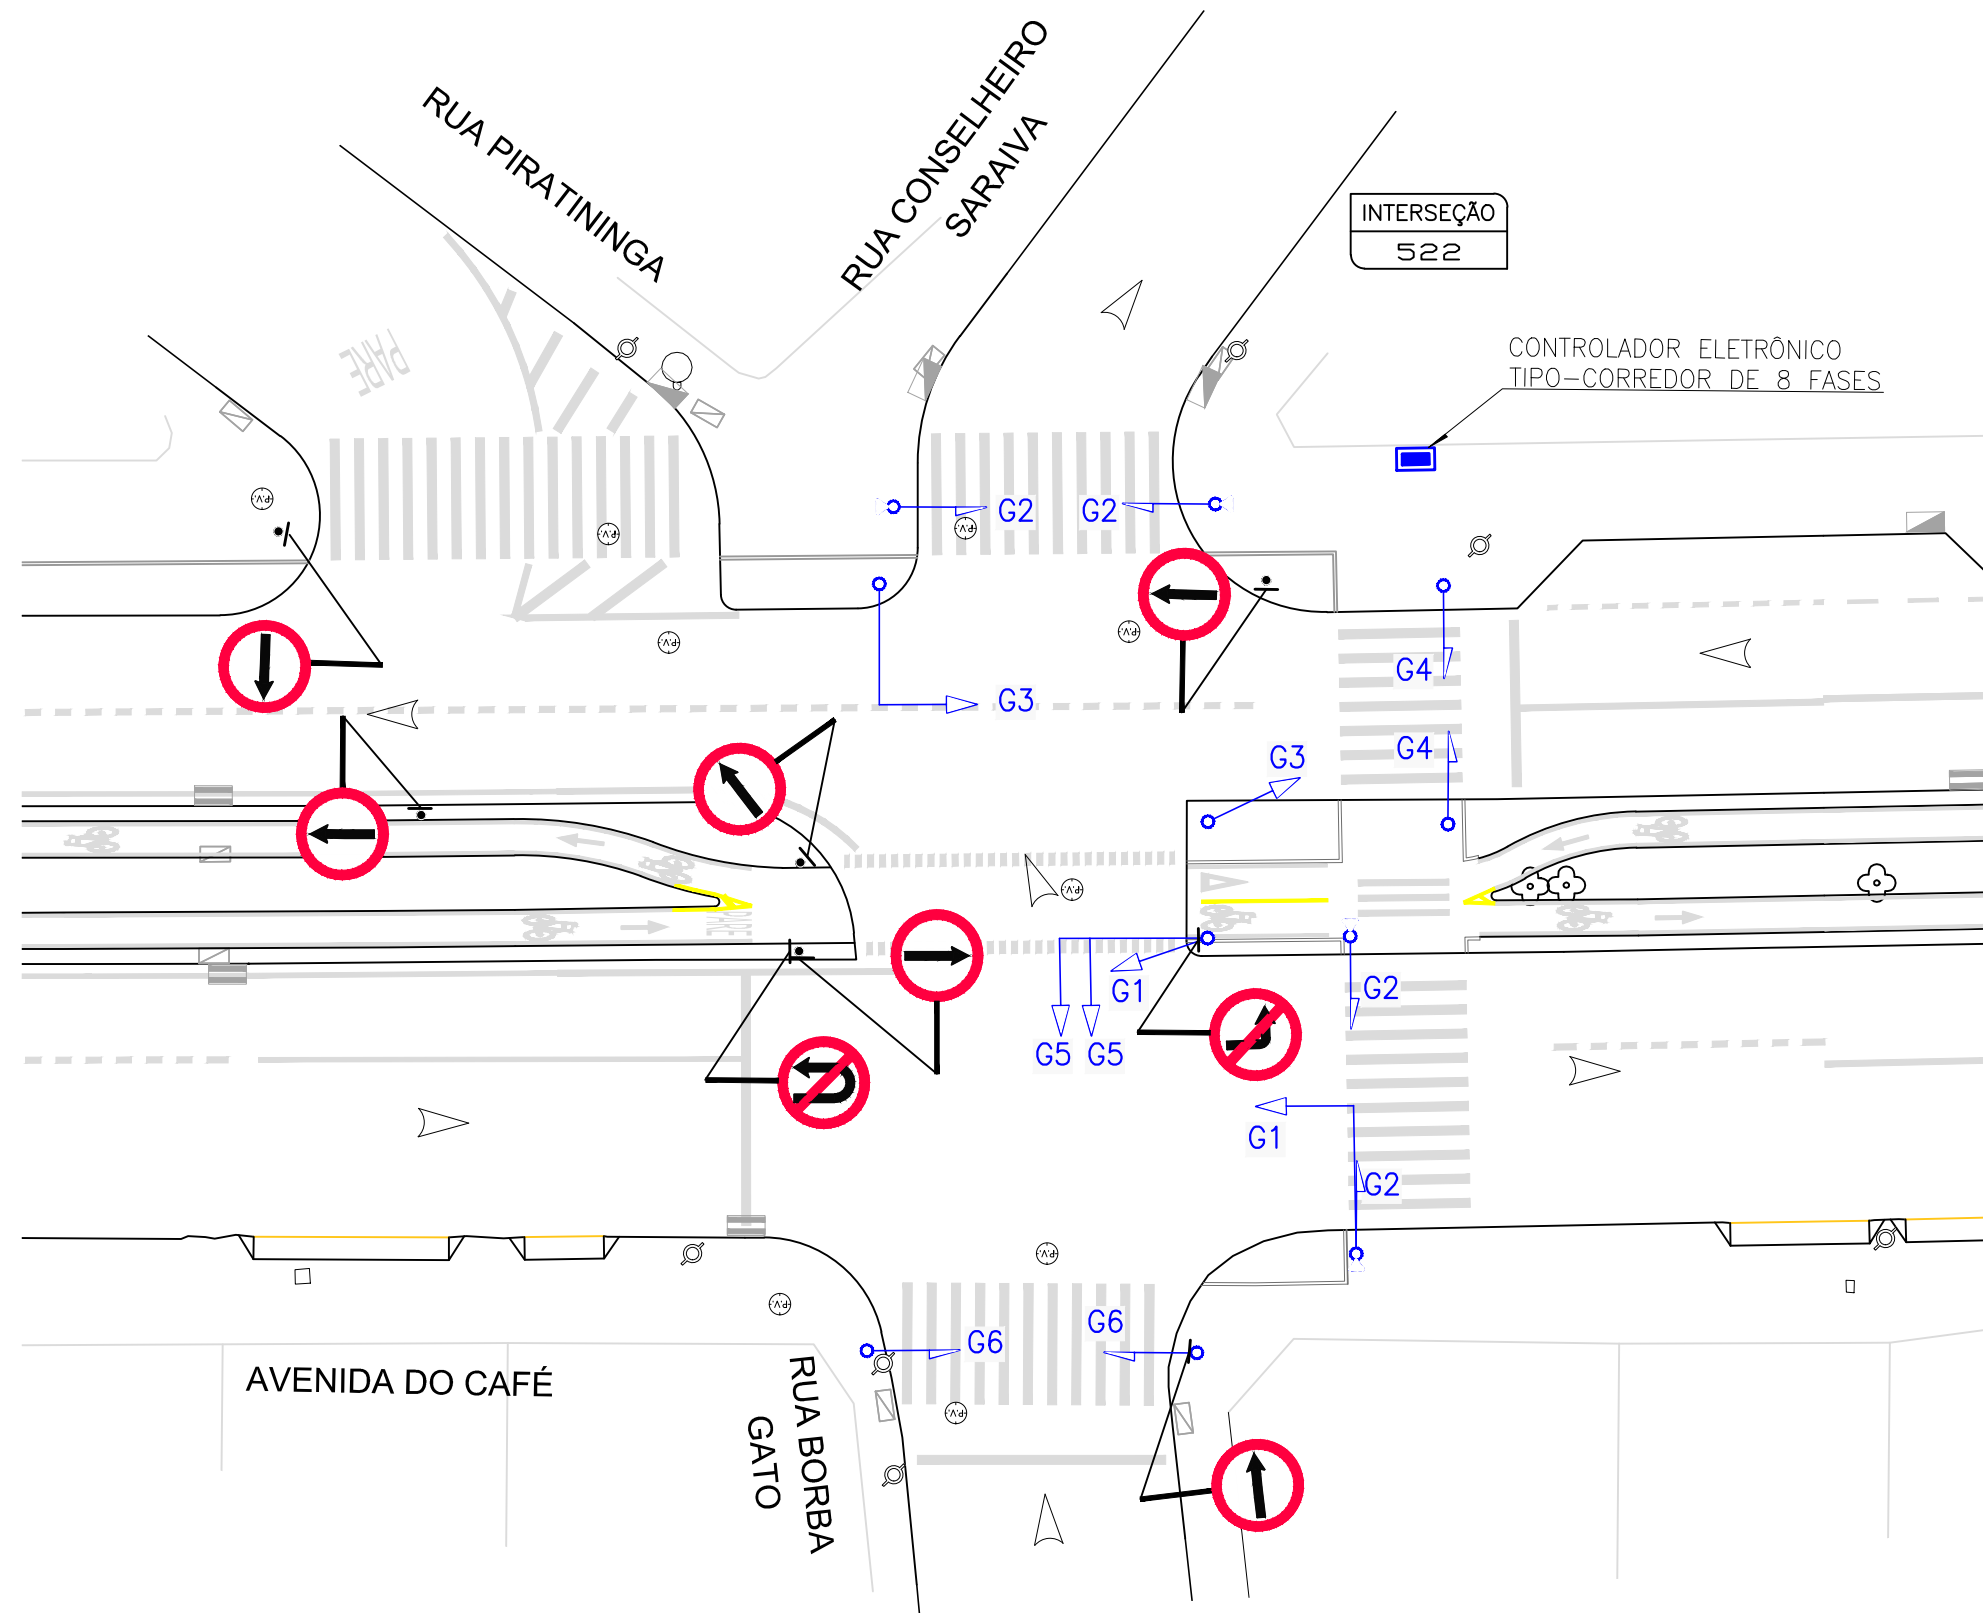 RUA PIRATININGA
RUA CONSELHEIRO
SARAIVA
INTERSEÇÃO
522
CONTROLADOR ELETRÔNICO
TIPO-CORREDOR DE 8 FASES
PARE
P.V.
P.V.
G2
G2
P.V.
P.V.
P.V.
G3
G4
G4
G3
P.V.
PARE
G1
G2
G5
G5
G1
G2
P.V.
P.V.
G6
G6
P.V.
AVENIDA DO CAFÉ
RUA BORBA
GATO